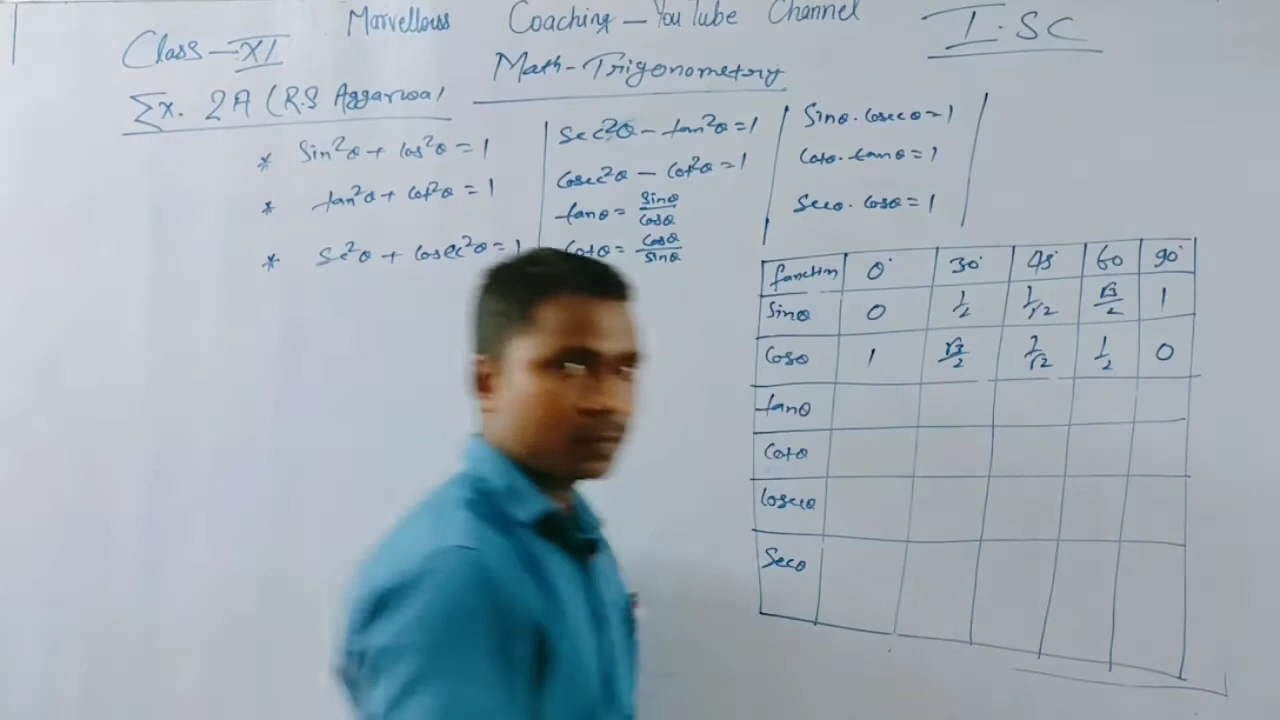 Marvellous Coaching - YouTube Channel
Class - XI
I.SC
Math - Trigonometry
Ex. 2A (R.S Aggarwal
* Sin²θ + Cos²θ = 1
* tan²θ + Cot²θ = 1
* Sec²θ + Cosec²θ = 1
Sec²θ - tan²θ = 1
Cosec²θ - Cot²θ = 1
tanθ = Sinθ/Cosθ
Cotθ = Cosθ/Sinθ
Sinθ . Cosecθ = 1
Cotθ . tanθ = 1
Secθ . Cosθ = 1
function 0° 30° 45° 60 90°
Sinθ 0 1/2 1/√2 √3/2 1
Cosθ 1 √3/2 1/√2 1/2 0
tanθ
Cotθ
Cosecθ
Secθ